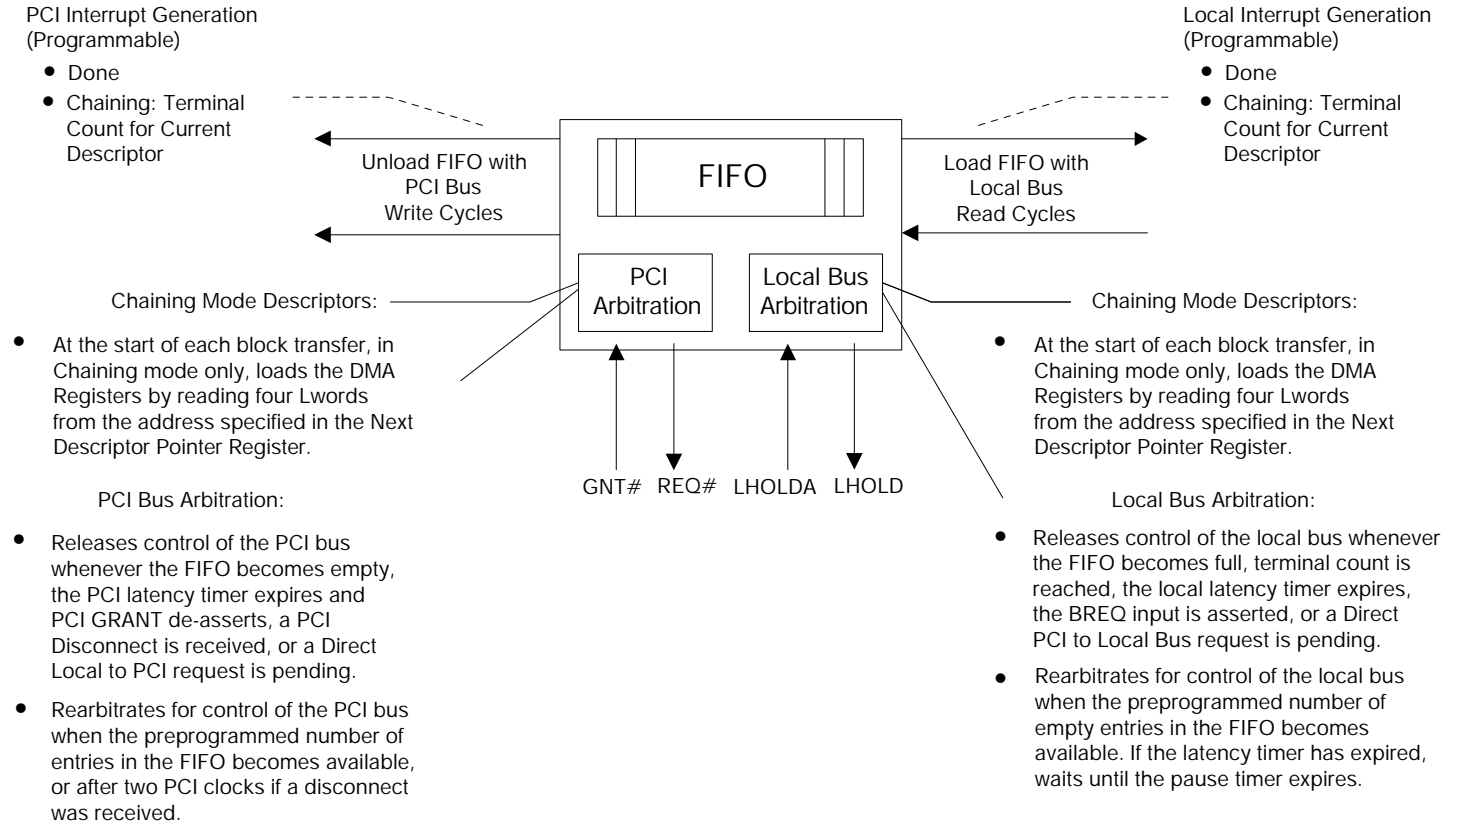 PCI Interrupt Generation
(Programmable)
• Done
• Chaining: Terminal
Count for Current
Descriptor
Local Interrupt Generation
(Programmable)
• Done
• Chaining: Terminal
Count for Current
Descriptor
Unload FIFO with
PCI Bus
Write Cycles
FIFO
Load FIFO with
Local Bus
Read Cycles
PCI
Arbitration
Local Bus
Arbitration
GNT#
REQ#
LHOLDA
LHOLD
Chaining Mode Descriptors:
• At the start of each block transfer, in
Chaining mode only, loads the DMA
Registers by reading four Lwords
from the address specified in the Next
Descriptor Pointer Register.
PCI Bus Arbitration:
• Releases control of the PCI bus
whenever the FIFO becomes empty,
the PCI latency timer expires and
PCI GRANT de-asserts, a PCI
Disconnect is received, or a Direct
Local to PCI request is pending.
• Rearbitrates for control of the PCI bus
when the preprogrammed number of
entries in the FIFO becomes available,
or after two PCI clocks if a disconnect
was received.
Chaining Mode Descriptors:
• At the start of each block transfer, in
Chaining mode only, loads the DMA
Registers by reading four Lwords
from the address specified in the Next
Descriptor Pointer Register.
Local Bus Arbitration:
• Releases control of the local bus whenever
the FIFO becomes full, terminal count is
reached, the local latency timer expires,
the BREQ input is asserted, or a Direct
PCI to Local Bus request is pending.
• Rearbitrates for control of the local bus
when the preprogrammed number of
empty entries in the FIFO becomes
available. If the latency timer has expired,
waits until the pause timer expires.